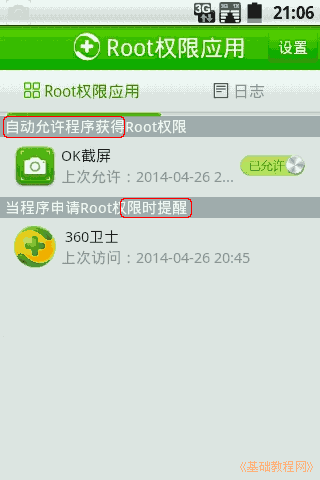 3G 3G 1X 21:06
Root权限应用 设置
Root权限应用 日志
自动允许程序获得Root权限
OK截屏
上次允许：2014-04-26 2... 已允许
当程序申请Root权限时提醒
360卫士
上次访问：2014-04-26 20:45
《基础教程网》